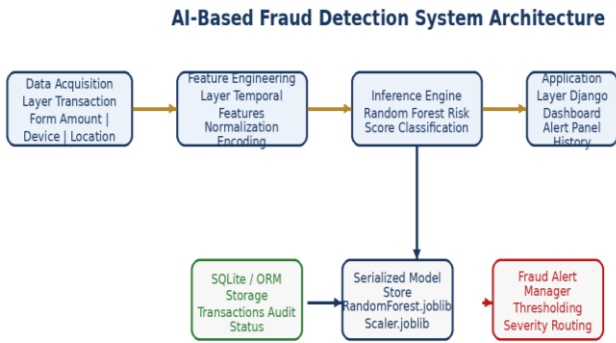 AI-Based Fraud Detection System Architecture
Data Acquisition
Layer Transaction
Form Amount |
Device | Location
Feature Engineering
Layer Temporal
Features
Normalization
Encoding
Inference Engine
Random Forest Risk
Score Classification
Application
Layer Django
Dashboard
Alert Panel
History
SQLite / ORM
Storage
Transactions Audit
Status
Serialized Model
Store
RandomForest.joblib
Scaler.joblib
Fraud Alert
Manager
Thresholding
Severity Routing